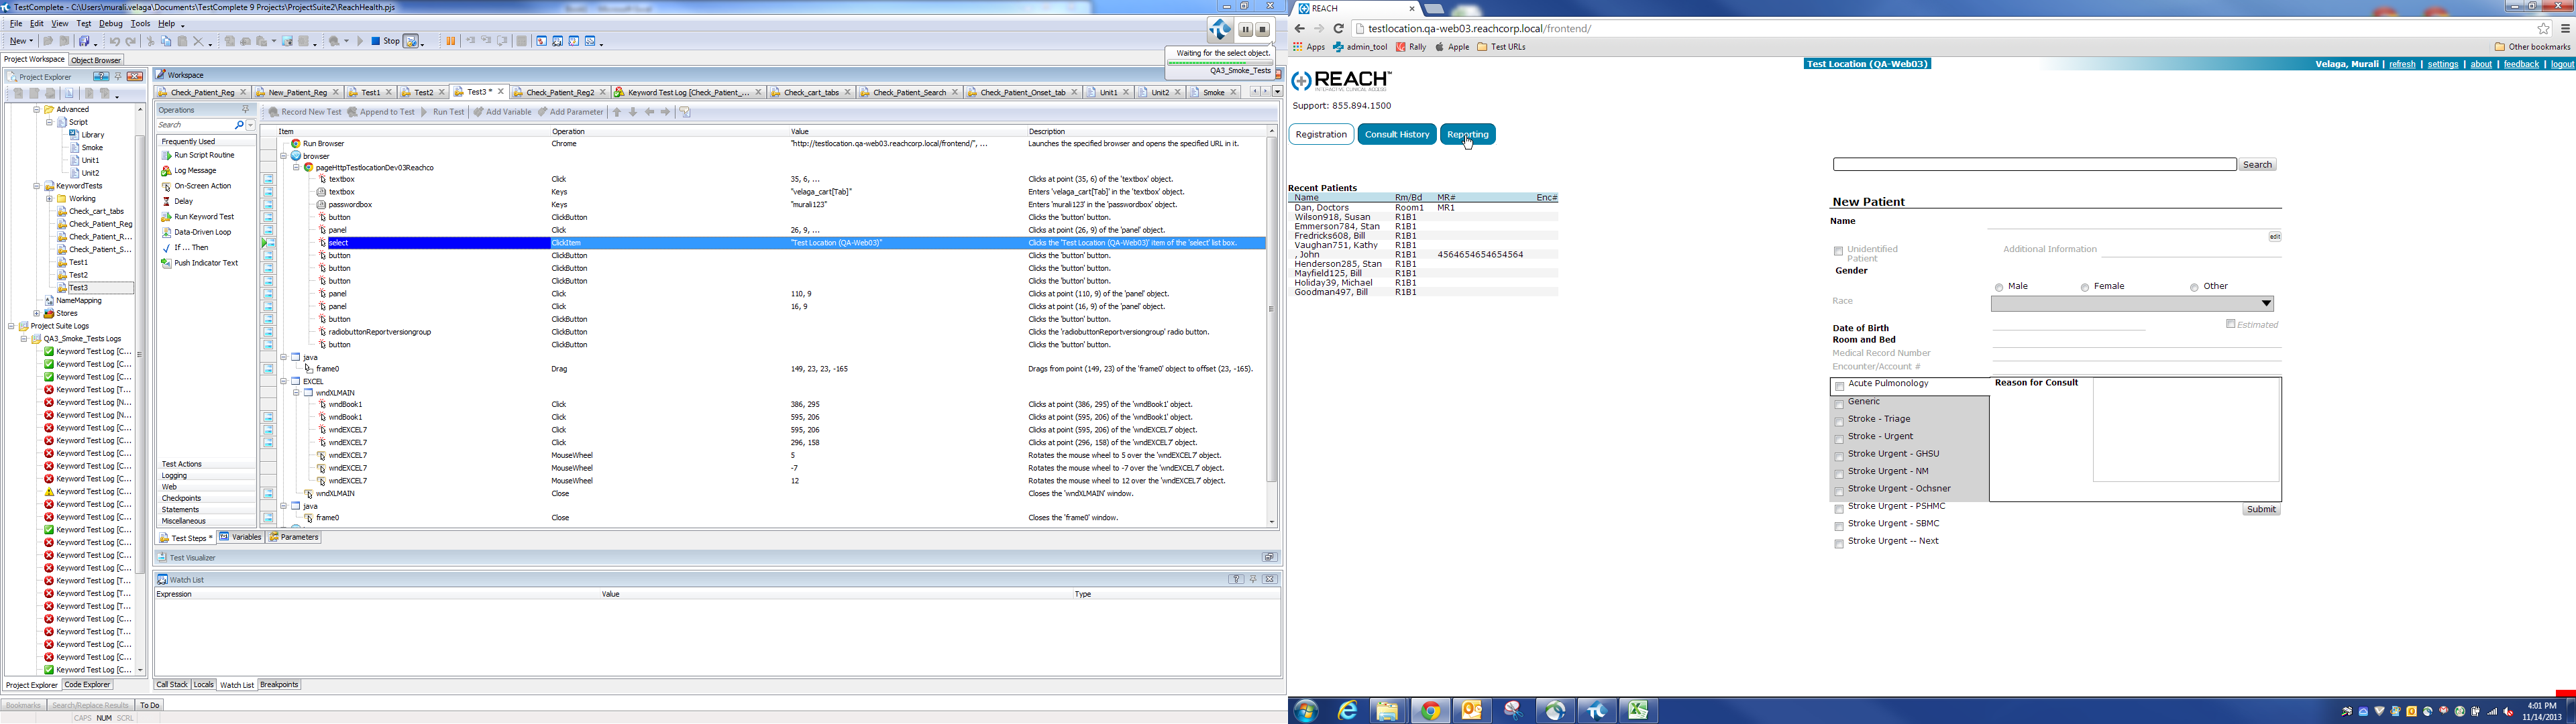 TestComplete - C:\Users\murali.velaga\Documents\TestComplete 9 Projects\ProjectSuite2\ReachHealth.pjs
File Edit View Test Debug Tools Help
New
Stop
Waiting for the select object.
QA3_Smoke_Tests
Project Workspace Object Browser
Project Explorer
Advanced
Script
Library
Smoke
Unit1
Unit2
KeywordTests
Working
Check_cart_tabs
Check_Patient_Reg
Check_Patient_R...
Check_Patient_S...
Test1
Test2
Test3
NameMapping
Stores
Project Suite Logs
QA3_Smoke_Tests Logs
Keyword Test Log [C...
Keyword Test Log [C...
Keyword Test Log [C...
Keyword Test Log [T...
Keyword Test Log [N...
Keyword Test Log [N...
Keyword Test Log [C...
Keyword Test Log [C...
Keyword Test Log [C...
Keyword Test Log [C...
Keyword Test Log [C...
Keyword Test Log [C...
Keyword Test Log [C...
Keyword Test Log [C...
Keyword Test Log [C...
Keyword Test Log [C...
Keyword Test Log [C...
Keyword Test Log [C...
Keyword Test Log [T...
Keyword Test Log [T...
Keyword Test Log [T...
Keyword Test Log [C...
Keyword Test Log [T...
Keyword Test Log [C...
Keyword Test Log [C...
Keyword Test Log [C...
Project Explorer Code Explorer
Bookmarks Search/Replace Results To Do
CAPS NUM SCRL
Workspace
Check_Patient_Reg New_Patient_Reg Test1 Test2 Test3 * Check_Patient_Reg2 Keyword Test Log [Check_Patient_... Check_cart_tabs Check_Patient_Search Check_Patient_Onset_tab Unit1 Unit2 Smoke
Operations
Search
Frequently Used
Run Script Routine
Log Message
On-Screen Action
Delay
Run Keyword Test
Data-Driven Loop
If ... Then
Push Indicator Text
Test Actions
Logging
Web
Checkpoints
Statements
Miscellaneous
Record New Test Append to Test Run Test Add Variable Add Parameter
Item Operation Value Description
Run Browser Chrome "http://testlocation.qa-web03.reachcorp.local/frontend/", ... Launches the specified browser and opens the specified URL in it.
browser
pageHttpTestlocationDev03Reachco
textbox Click 35, 6, ... Clicks at point (35, 6) of the 'textbox' object.
textbox Keys "velaga_cart[Tab]" Enters 'velaga_cart[Tab]' in the 'textbox' object.
passwordbox Keys "murali123" Enters 'murali123' in the 'passwordbox' object.
button ClickButton Clicks the 'button' button.
panel Click 26, 9, ... Clicks at point (26, 9) of the 'panel' object.
select ClickItem "Test Location (QA-Web03)" Clicks the 'Test Location (QA-Web03)' item of the 'select' list box.
button ClickButton Clicks the 'button' button.
button ClickButton Clicks the 'button' button.
button ClickButton Clicks the 'button' button.
panel Click 110, 9 Clicks at point (110, 9) of the 'panel' object.
panel Click 16, 9 Clicks at point (16, 9) of the 'panel' object.
button ClickButton Clicks the 'button' button.
radiobuttonReportversiongroup ClickButton Clicks the 'radiobuttonReportversiongroup' radio button.
button ClickButton Clicks the 'button' button.
java
frame0 Drag 149, 23, 23, -165 Drags from point (149, 23) of the 'frame0' object to offset (23, -165).
EXCEL
wndXLMAIN
wndBook1 Click 386, 295 Clicks at point (386, 295) of the 'wndBook1' object.
wndBook1 Click 595, 206 Clicks at point (595, 206) of the 'wndBook1' object.
wndEXCEL7 Click 595, 206 Clicks at point (595, 206) of the 'wndEXCEL7' object.
wndEXCEL7 Click 296, 158 Clicks at point (296, 158) of the 'wndEXCEL7' object.
wndEXCEL7 MouseWheel 5 Rotates the mouse wheel to 5 over the 'wndEXCEL7' object.
wndEXCEL7 MouseWheel -7 Rotates the mouse wheel to -7 over the 'wndEXCEL7' object.
wndEXCEL7 MouseWheel 12 Rotates the mouse wheel to 12 over the 'wndEXCEL7' object.
wndXLMAIN Close Closes the 'wndXLMAIN' window.
java
frame0 Close Closes the 'frame0' window.
Test Steps * Variables Parameters
Test Visualizer
Watch List
Expression Value Type
Call Stack Locals Watch List Breakpoints
REACH
testlocation.qa-web03.reachcorp.local/frontend/
Apps admin_tool Rally Apple Test URLs Other bookmarks
Test Location (QA-Web03) Velaga, Murali | refresh | settings | about | feedback | logout
REACH™
INTERACTIVE CLINICAL ACCESS
Support: 855.894.1500
Registration Consult History Reporting
Search
Recent Patients
Name Rm/Bd MR# Enc#
Dan, Doctors Room1 MR1
Wilson918, Susan R1B1
Emmerson784, Stan R1B1
Fredricks608, Bill R1B1
Vaughan751, Kathy R1B1
, John R1B1 4564654654654564
Henderson285, Stan R1B1
Mayfield125, Bill R1B1
Holiday39, Michael R1B1
Goodman497, Bill R1B1
New Patient
Name
edit
Unidentified Patient Additional Information
Gender
Male Female Other
Race
Date of Birth Estimated
Room and Bed
Medical Record Number
Encounter/Account #
Acute Pulmonology Reason for Consult
Generic
Stroke - Triage
Stroke - Urgent
Stroke Urgent - GHSU
Stroke Urgent - NM
Stroke Urgent - Ochsner
Stroke Urgent - PSHMC
Stroke Urgent - SBMC
Stroke Urgent -- Next
Submit
4:01 PM
11/14/2013